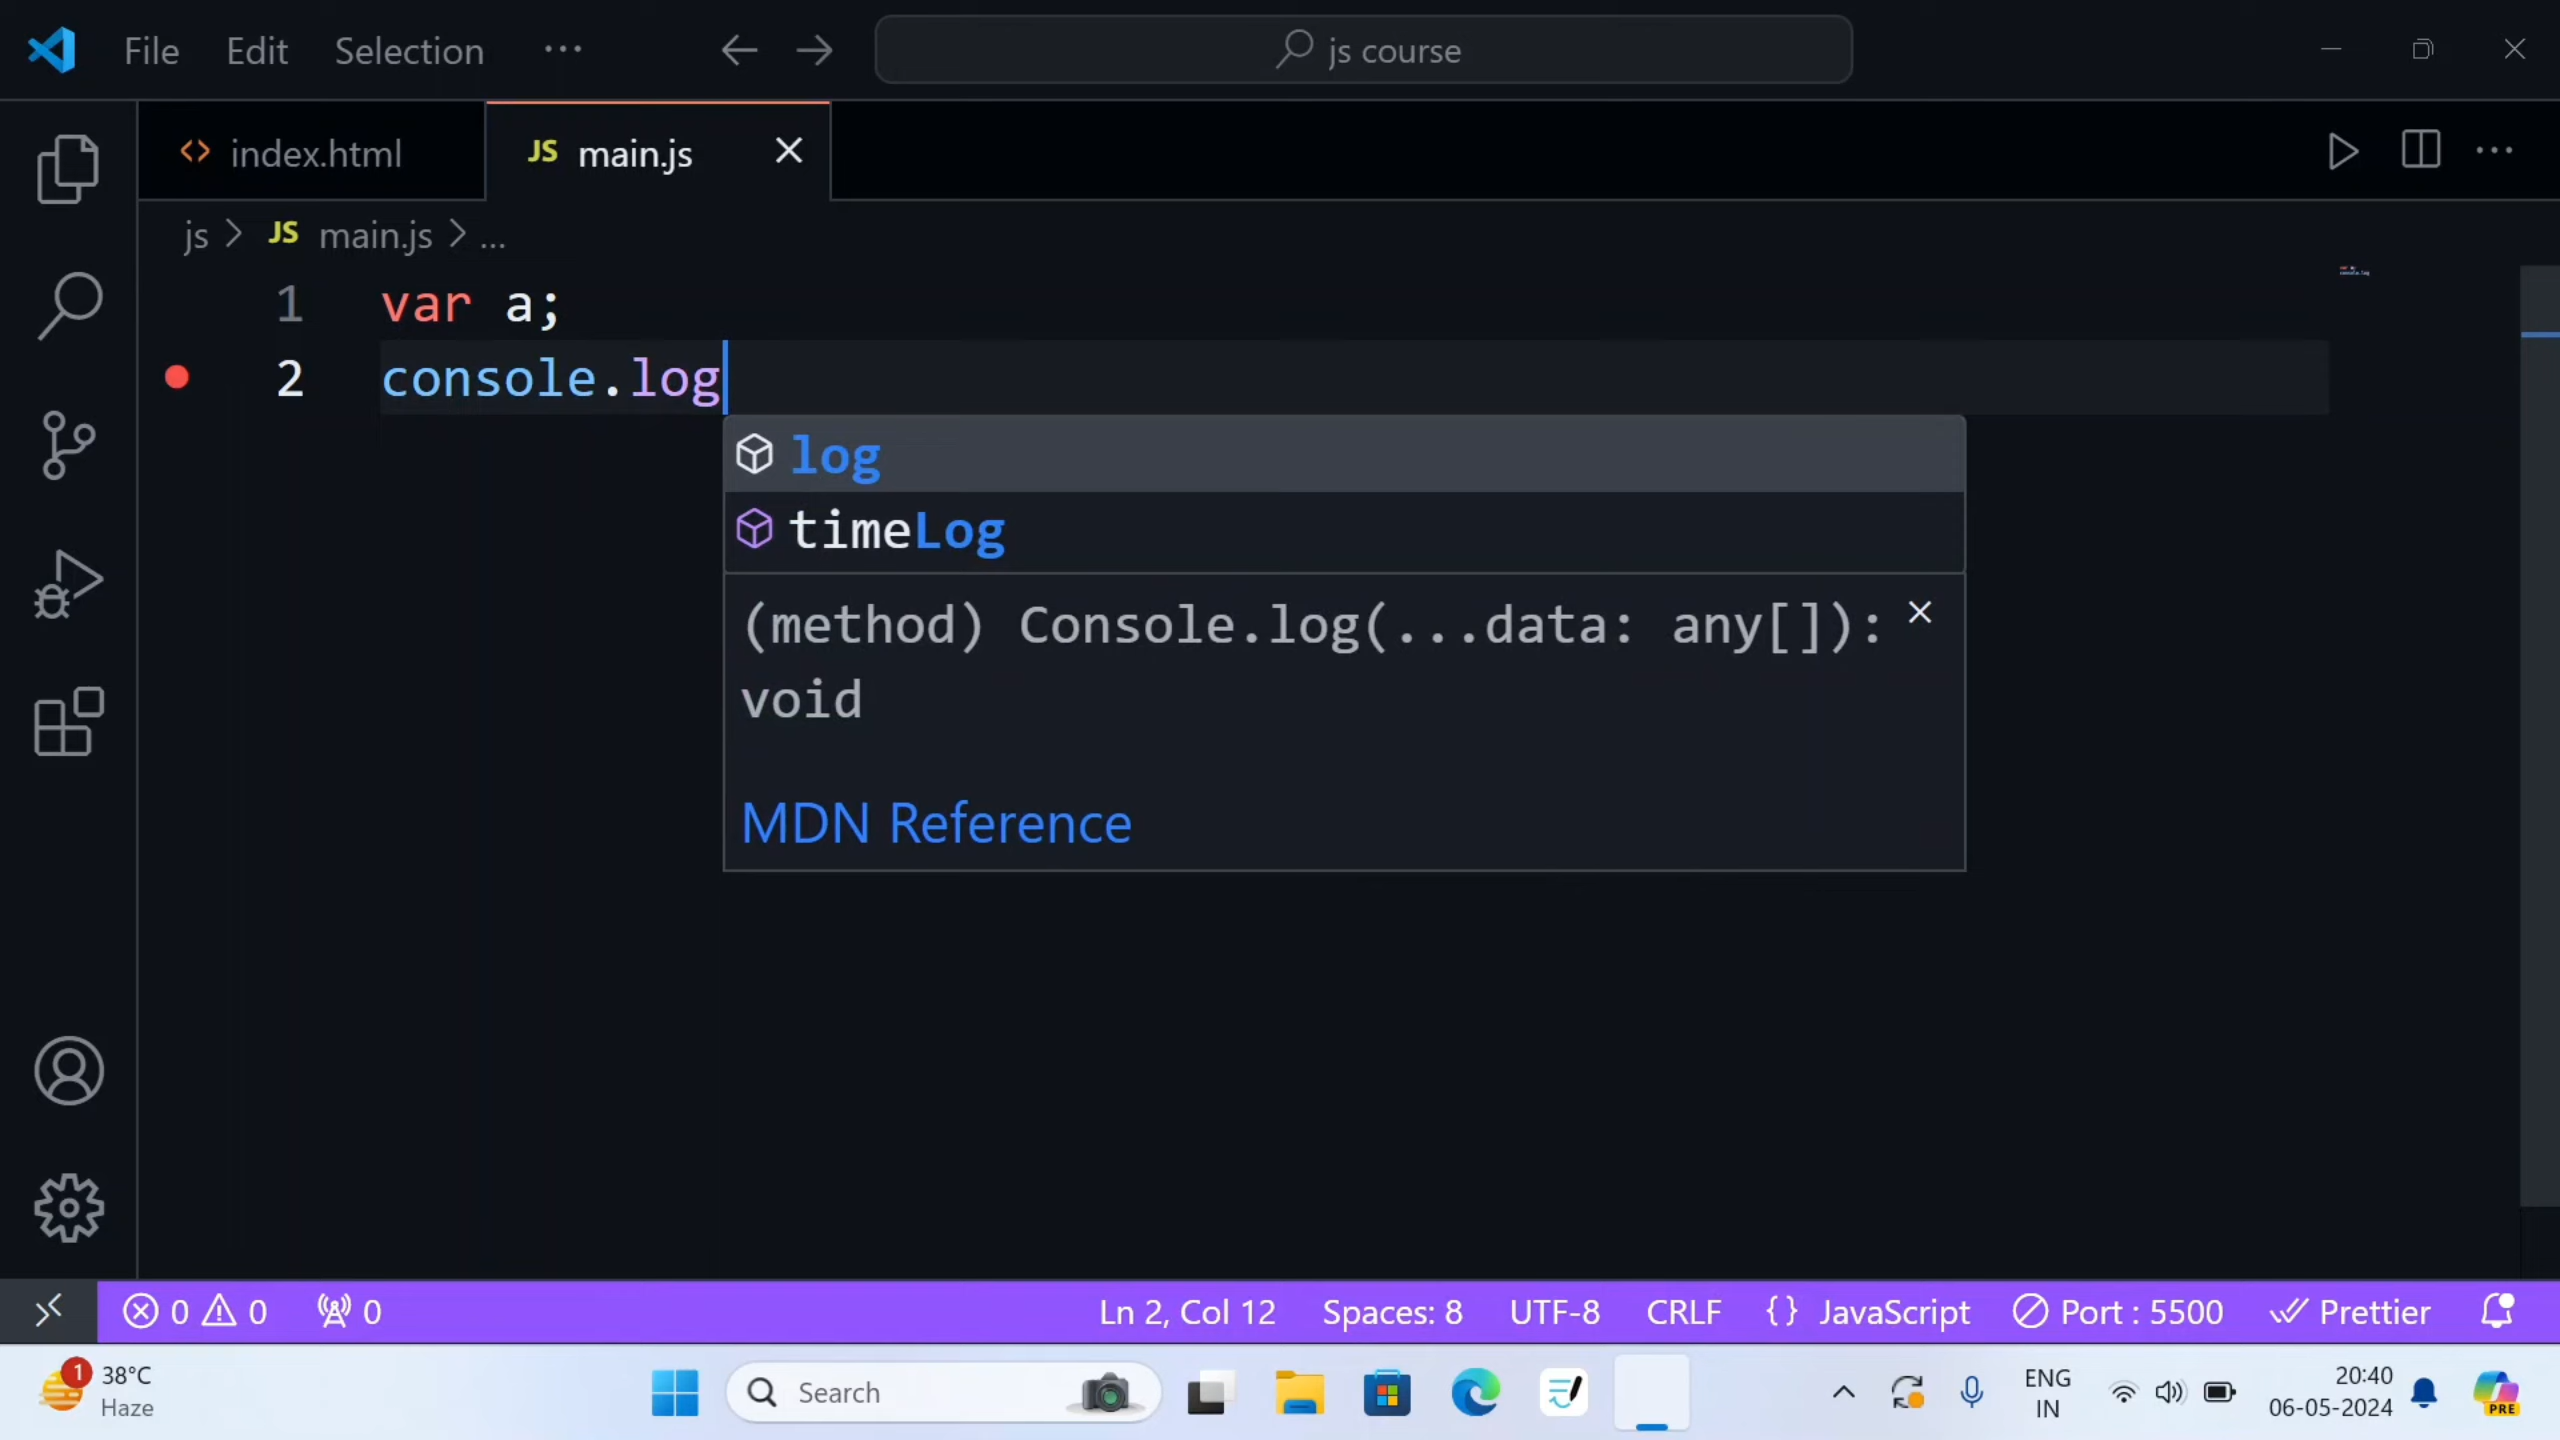 File Edit Selection ··· js course
index.html JS main.js
js > JS main.js > ...
1 var a;
2 console.log
log
timeLog
(method) Console.log(...data: any[]):
void
MDN Reference
0 0 0 Ln 2, Col 12 Spaces: 8 UTF-8 CRLF {} JavaScript Port : 5500 Prettier
1 38°C
Haze
Search
ENG
IN
20:40
06-05-2024
PRE